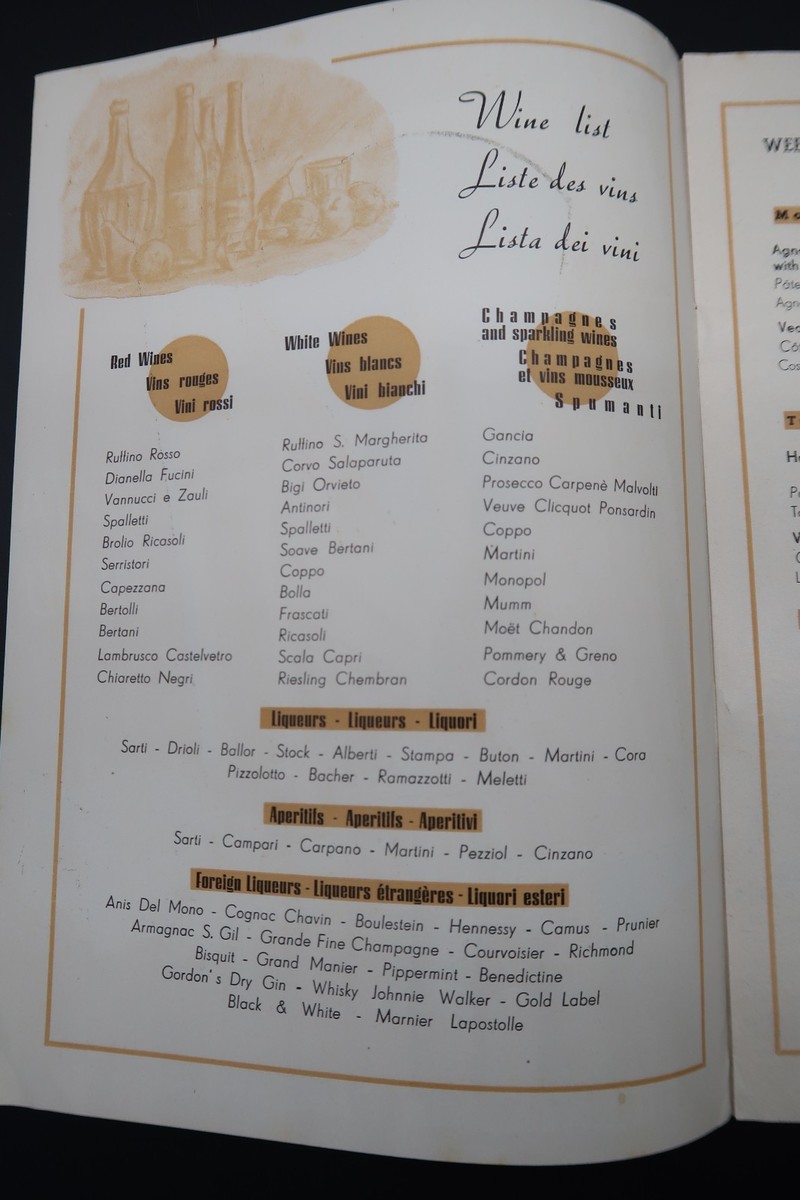 Wine list
Liste des vins
Lista dei vini
Red Wines
Vins rouges
Vini rossi
Ruffino Rosso
Dianella Fucini
Vannucci e Zauli
Spalletti
Brolio Ricasoli
Serristori
Capezzana
Bertolli
Bertani
Lambrusco Castelvetro
Chiaretto Negri
White Wines
Vins blancs
Vini bianchi
Ruffino S. Margherita
Corvo Salaparuta
Bigi Orvieto
Antinori
Spalletti
Soave Bertani
Coppo
Bolla
Frascati
Ricasoli
Scala Capri
Riesling Chembran
Champagnes
and sparkling wines
Champagnes
et vins mousseux
Spumanti
Gancia
Cinzano
Prosecco Carpenè Malvolti
Veuve Clicquot Ponsardin
Coppo
Martini
Monopol
Mumm
Moët Chandon
Pommery & Greno
Cordon Rouge
Liqueurs - Liqueurs - Liquori
Sarti - Drioli - Ballor - Stock - Alberti - Stampa - Buton - Martini - Cora
Pizzolotto - Bacher - Ramazzotti - Meletti
Aperitifs - Aperitifs - Aperitivi
Sarti - Campari - Carpano - Martini - Pezziol - Cinzano
Foreign Liqueurs - Liqueurs étrangères - Liquori esteri
Anis Del Mono - Cognac Chavin - Boulestein - Hennessy - Camus - Prunier
Armagnac S. Gil - Grande Fine Champagne - Courvoisier - Richmond
Bisquit - Grand Manier - Pippermint - Benedictine
Gordon's Dry Gin - Whisky Johnnie Walker - Gold Label
Black & White - Marnier Lapostolle
with